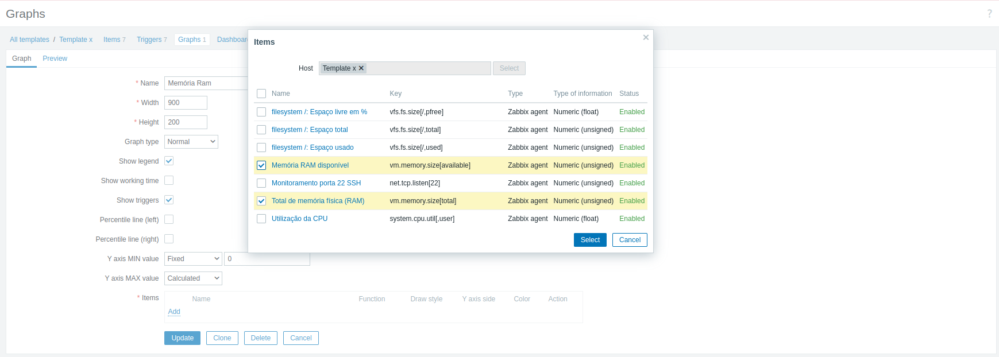 Graphs
?
All templates / Template x Items 7 Triggers 7 Graphs 1 Dashboar
Graph Preview
* Name Memória Ram
* Width 900
* Height 200
Graph type Normal
Show legend
Show working time
Show triggers
Percentile line (left)
Percentile line (right)
Y axis MIN value Fixed 0
Y axis MAX value Calculated
* Items Name Function Draw style Y axis side Color Action
Add
Update Clone Delete Cancel
Items
Host Template x Select
Name Key Type Type of information Status
filesystem /: Espaço livre em % vfs.fs.size[/,pfree] Zabbix agent Numeric (float) Enabled
filesystem /: Espaço total vfs.fs.size[/,total] Zabbix agent Numeric (unsigned) Enabled
filesystem /: Espaço usado vfs.fs.size[/,used] Zabbix agent Numeric (unsigned) Enabled
Memória RAM disponível vm.memory.size[available] Zabbix agent Numeric (unsigned) Enabled
Monitoramento porta 22 SSH net.tcp.listen[22] Zabbix agent Numeric (unsigned) Enabled
Total de memória física (RAM) vm.memory.size[total] Zabbix agent Numeric (unsigned) Enabled
Utilização da CPU system.cpu.util[,user] Zabbix agent Numeric (float) Enabled
Select Cancel